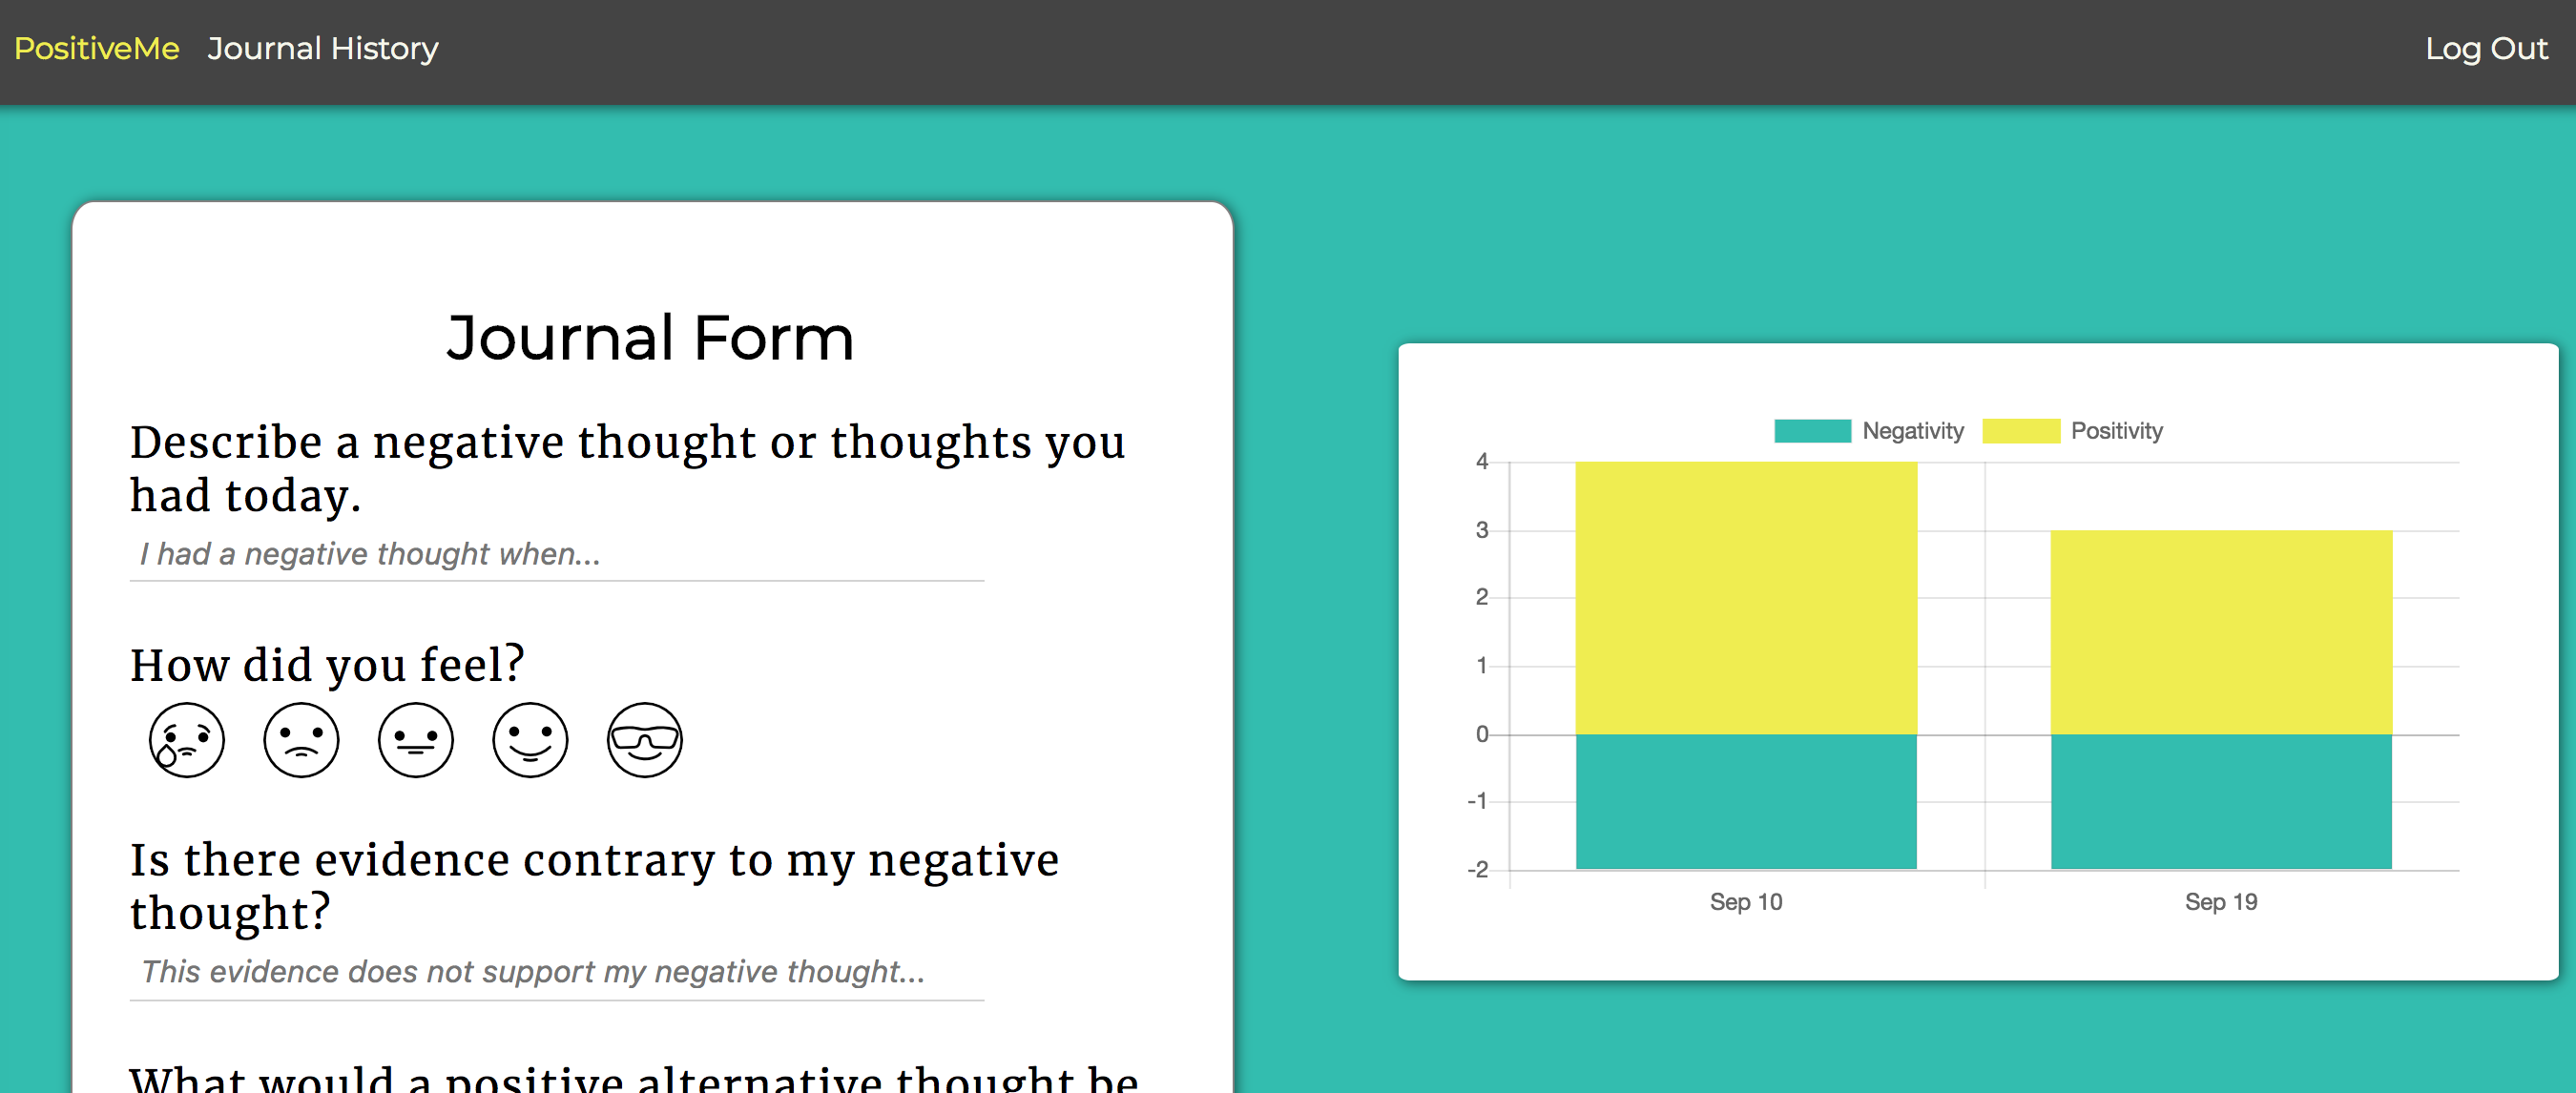 PositiveMe Journal History Log Out
Journal Form
Describe a negative thought or thoughts you
had today.
I had a negative thought when...
How did you feel?
Is there evidence contrary to my negative
thought?
This evidence does not support my negative thought...
What would a positive alternative thought be
Negativity Positivity
4
3
2
1
0
-1
-2
Sep 10 Sep 19